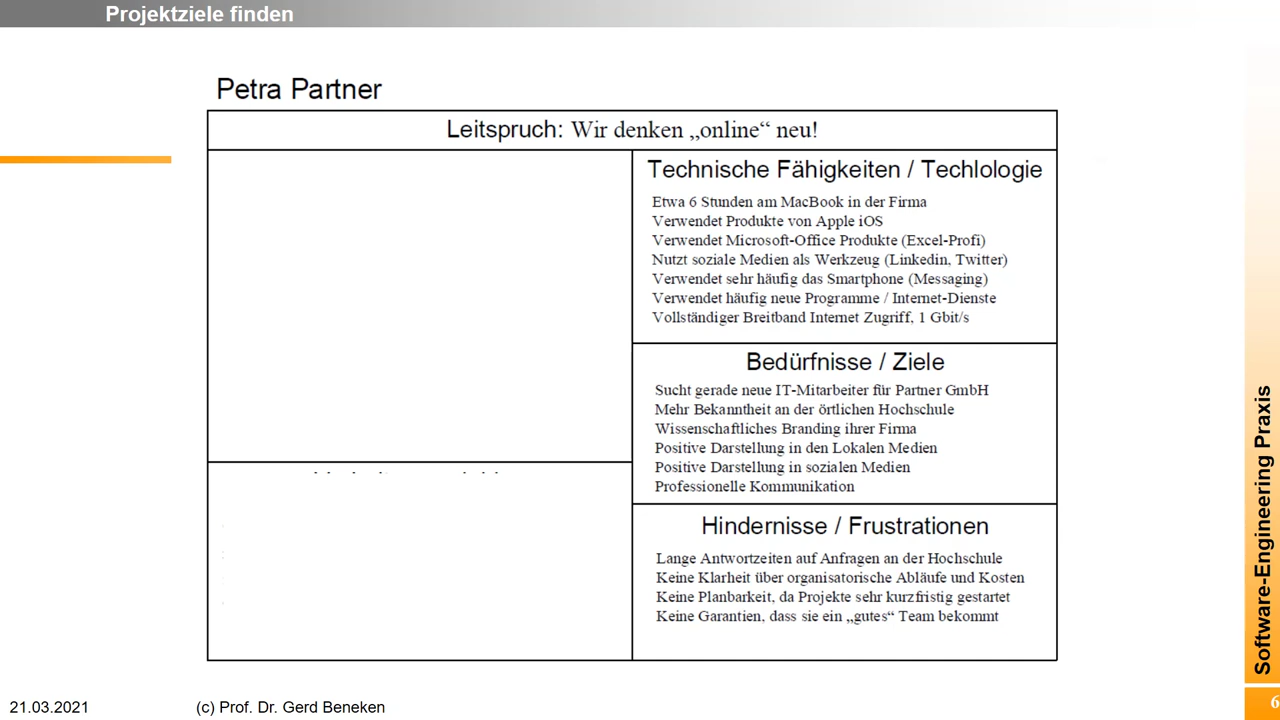 Projektziele finden
Petra Partner
Leitspruch: Wir denken „online“ neu!
Technische Fähigkeiten / Techlologie
Etwa 6 Stunden am MacBook in der Firma
Verwendet Produkte von Apple iOS
Verwendet Microsoft-Office Produkte (Excel-Profi)
Nutzt soziale Medien als Werkzeug (Linkedin, Twitter)
Verwendet sehr häufig das Smartphone (Messaging)
Verwendet häufig neue Programme / Internet-Dienste
Vollständiger Breitband Internet Zugriff, 1 Gbit/s
Bedürfnisse / Ziele
Sucht gerade neue IT-Mitarbeiter für Partner GmbH
Mehr Bekanntheit an der örtlichen Hochschule
Wissenschaftliches Branding ihrer Firma
Positive Darstellung in den Lokalen Medien
Positive Darstellung in sozialen Medien
Professionelle Kommunikation
Hindernisse / Frustrationen
Lange Antwortzeiten auf Anfragen an der Hochschule
Keine Klarheit über organisatorische Abläufe und Kosten
Keine Planbarkeit, da Projekte sehr kurzfristig gestartet
Keine Garantien, dass sie ein „gutes“ Team bekommt
Software-Engineering Praxis
21.03.2021
(c) Prof. Dr. Gerd Beneken
6